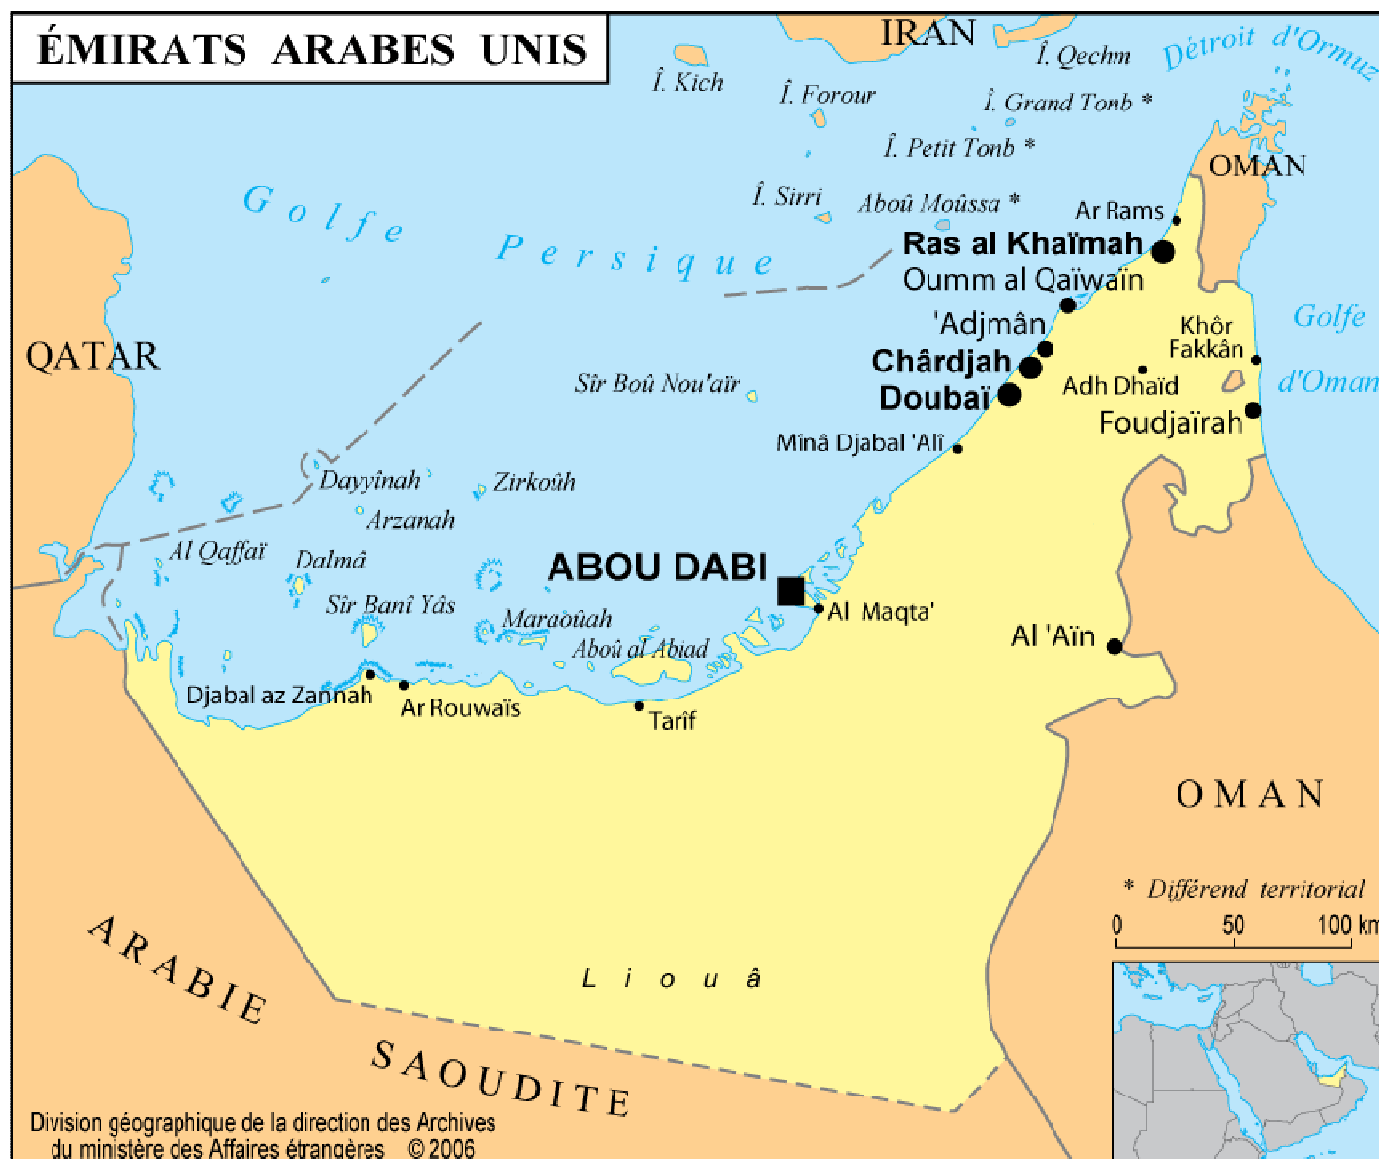 ÉMIRATS ARABES UNIS
IRAN
Î. Qechm
Détroit d'Ormuz
Î. Kich
Î. Forour
Î. Grand Tonb *
Î. Petit Tonb *
OMAN
Î. Sirri
Aboû Moûssa *
Ar Rams
Golfe Persique
Ras al Khaïmah
Oumm al Qaïwaïn
'Adjmân
Khôr
Fakkân
Golfe
d'Oman
QATAR
Chârdjah
Sîr Boû Nou'aïr
Doubaï
Adh Dhaïd
Foudjaïrah
Mînâ Djabal 'Alî
Dayyînah
Zirkoûh
Arzanah
Al Qaffaï
Dalmâ
ABOU DABI
Sîr Banî Yâs
Maraoûah
Al Maqta'
Aboû al Abiad
Al 'Aïn
Djabal az Zannah
Ar Rouwaïs
Tarîf
OMAN
* Différend territorial
0 50 100 km
ARABIE
SAOUDITE
Liouâ
Division géographique de la direction des Archives
du ministère des Affaires étrangères © 2006